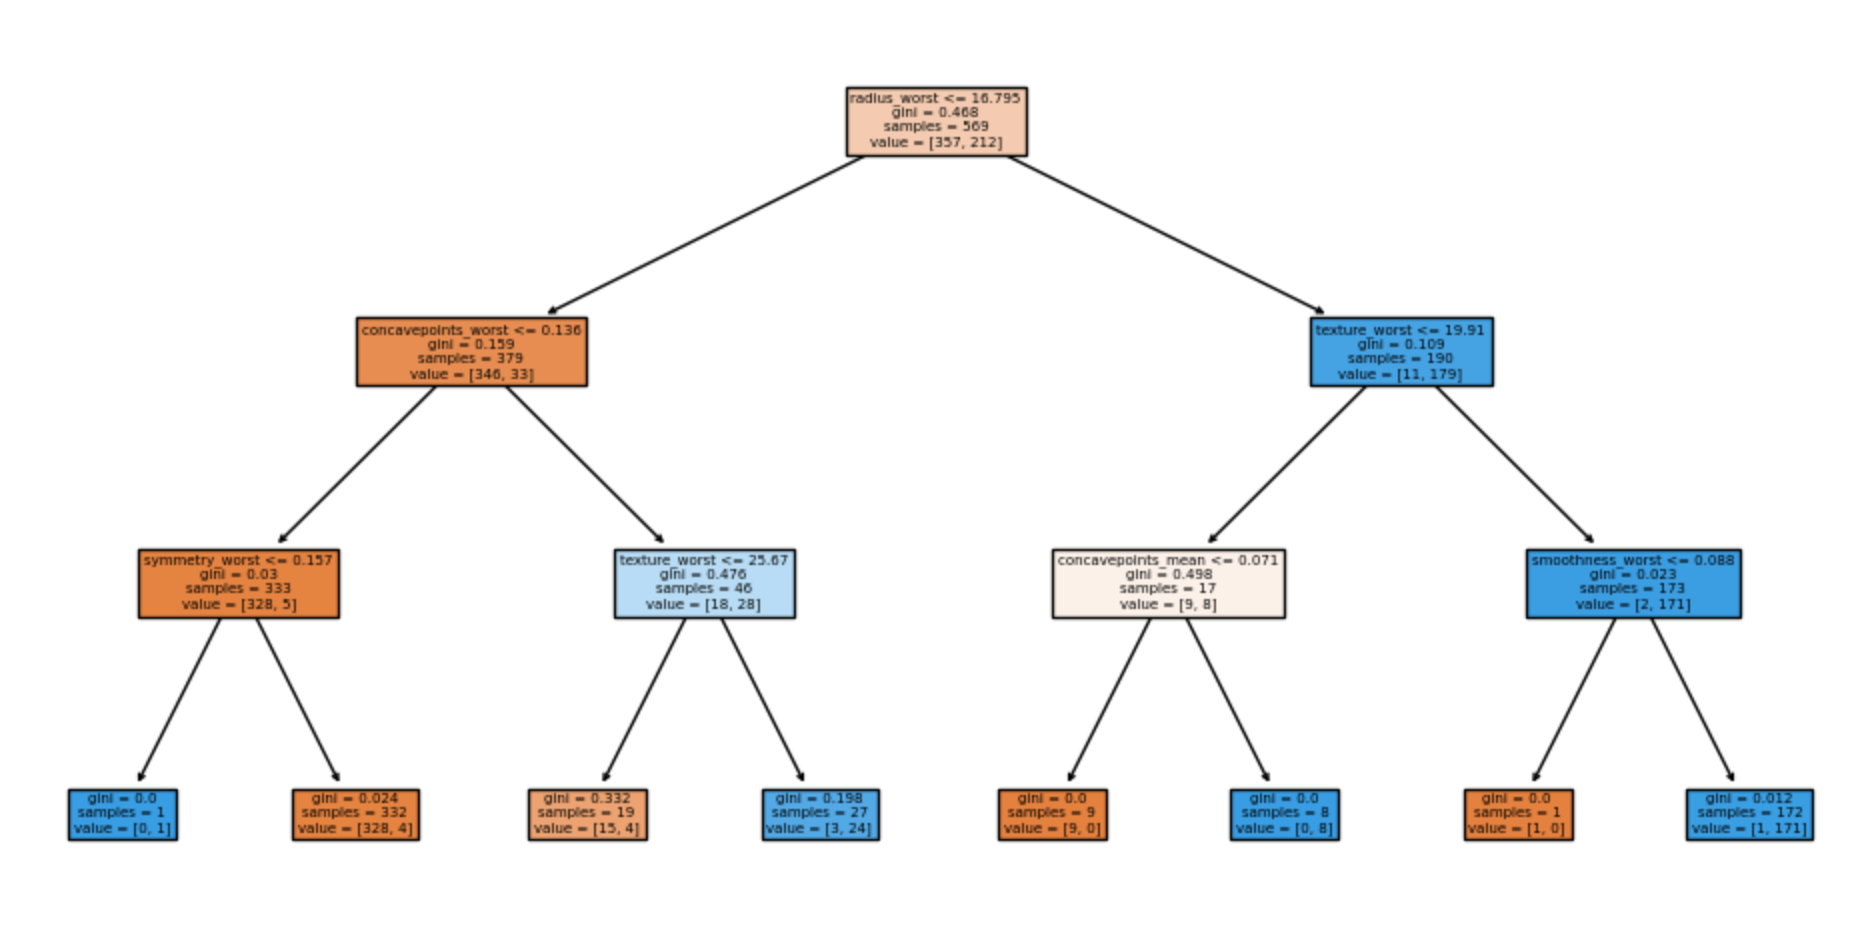 radius_worst <= 16.795
gini = 0.468
samples = 569
value = [357, 212]
concavepoints_worst <= 0.136
gini = 0.159
samples = 379
value = [346, 33]
texture_worst <= 19.91
gini = 0.109
samples = 190
value = [11, 179]
symmetry_worst <= 0.157
gini = 0.03
samples = 333
value = [328, 5]
texture_worst <= 25.67
gini = 0.476
samples = 46
value = [18, 28]
concavepoints_mean <= 0.071
gini = 0.498
samples = 17
value = [9, 8]
smoothness_worst <= 0.088
gini = 0.023
samples = 173
value = [2, 171]
gini = 0.0
samples = 1
value = [0, 1]
gini = 0.024
samples = 332
value = [328, 4]
gini = 0.332
samples = 19
value = [15, 4]
gini = 0.198
samples = 27
value = [3, 24]
gini = 0.0
samples = 9
value = [9, 0]
gini = 0.0
samples = 8
value = [0, 8]
gini = 0.0
samples = 1
value = [1, 0]
gini = 0.012
samples = 172
value = [1, 171]